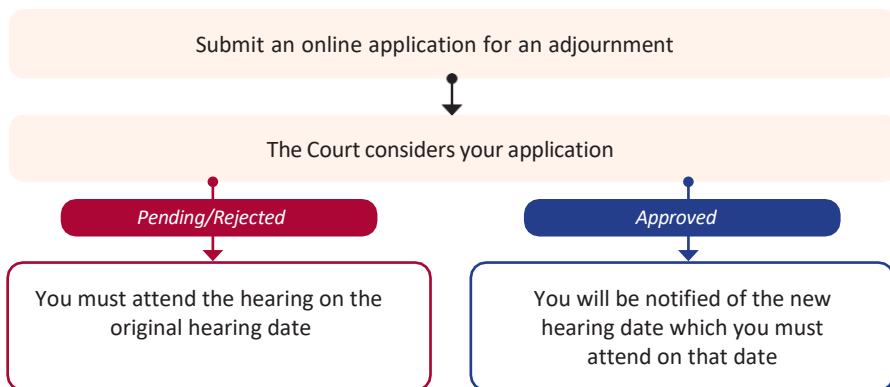 Submit an online application for an adjournment
The Court considers your application
Pending/Rejected
Approved
You must attend the hearing on the
original hearing date
You will be notified of the new
hearing date which you must
attend on that date